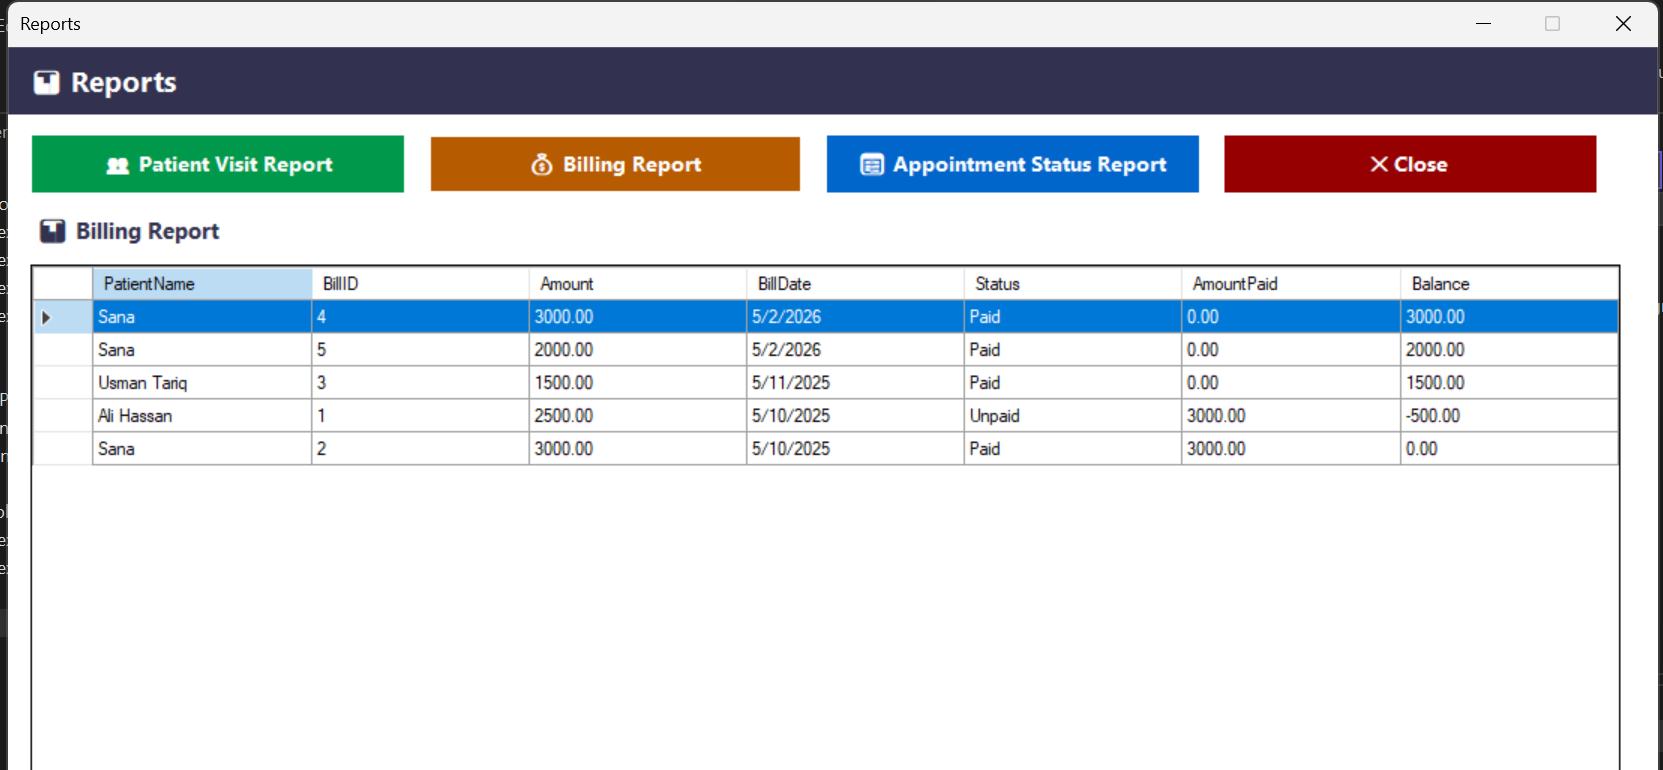 Reports
Reports
Patient Visit Report
Billing Report
Appointment Status Report
Close
Billing Report
PatientName BillID Amount BillDate Status AmountPaid Balance
Sana 4 3000.00 5/2/2026 Paid 0.00 3000.00
Sana 5 2000.00 5/2/2026 Paid 0.00 2000.00
Usman Tariq 3 1500.00 5/11/2025 Paid 0.00 1500.00
Ali Hassan 1 2500.00 5/10/2025 Unpaid 3000.00 -500.00
Sana 2 3000.00 5/10/2025 Paid 3000.00 0.00